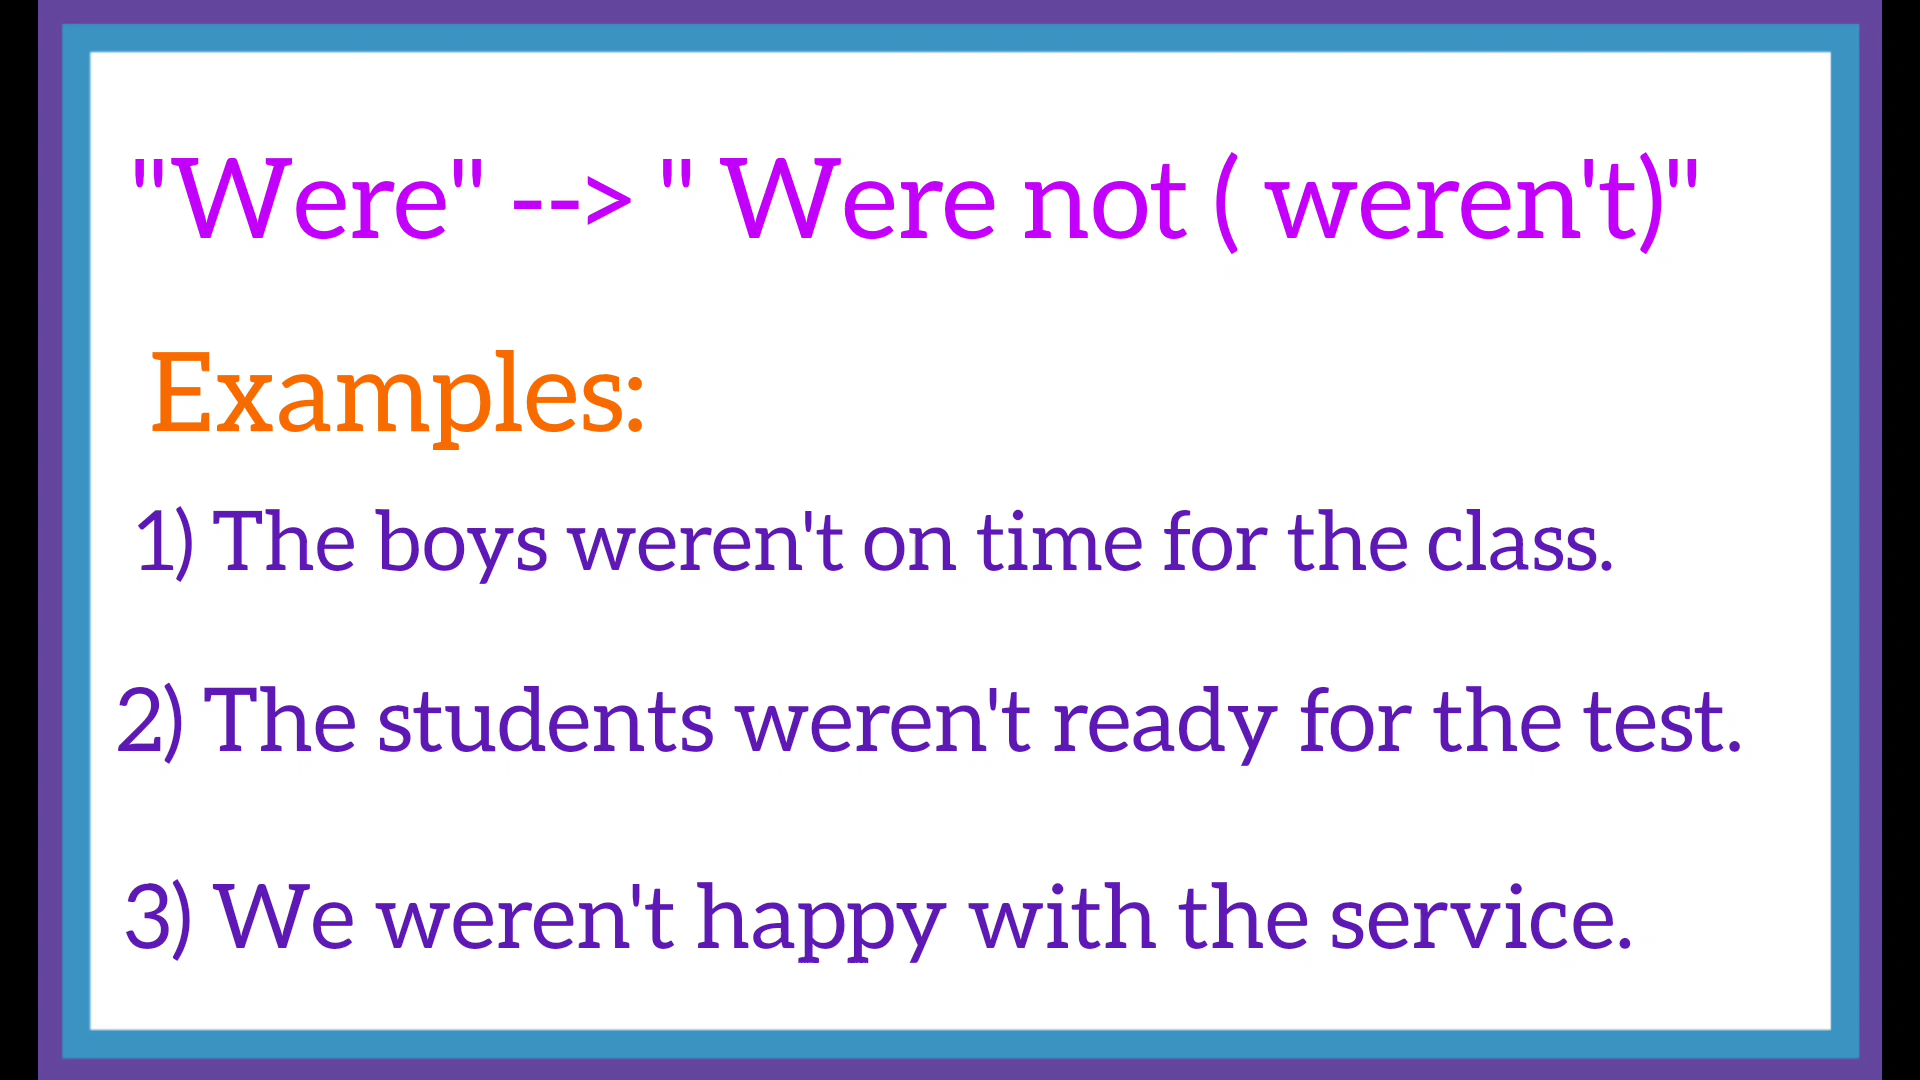 "Were" --> " Were not ( weren't)"
Examples:
1) The boys weren't on time for the class.
2) The students weren't ready for the test.
3) We weren't happy with the service.